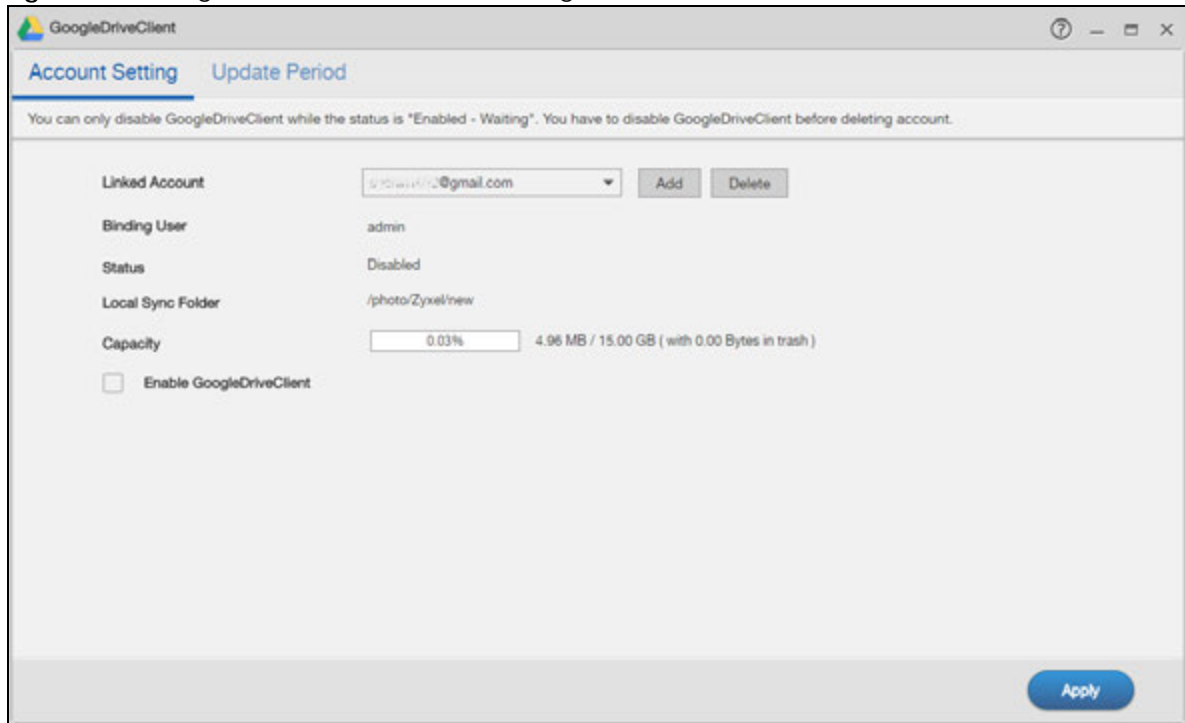 GoogleDriveClient
Account Setting Update Period
You can only disable GoogleDriveClient while the status is "Enabled - Waiting". You have to disable GoogleDriveClient before deleting account.
Linked Account @gmail.com Add Delete
Binding User admin
Status Disabled
Local Sync Folder /photo/Zyxel/new
Capacity 0.03% 4.96 MB / 15.00 GB ( with 0.00 Bytes in trash )
Enable GoogleDriveClient
Apply